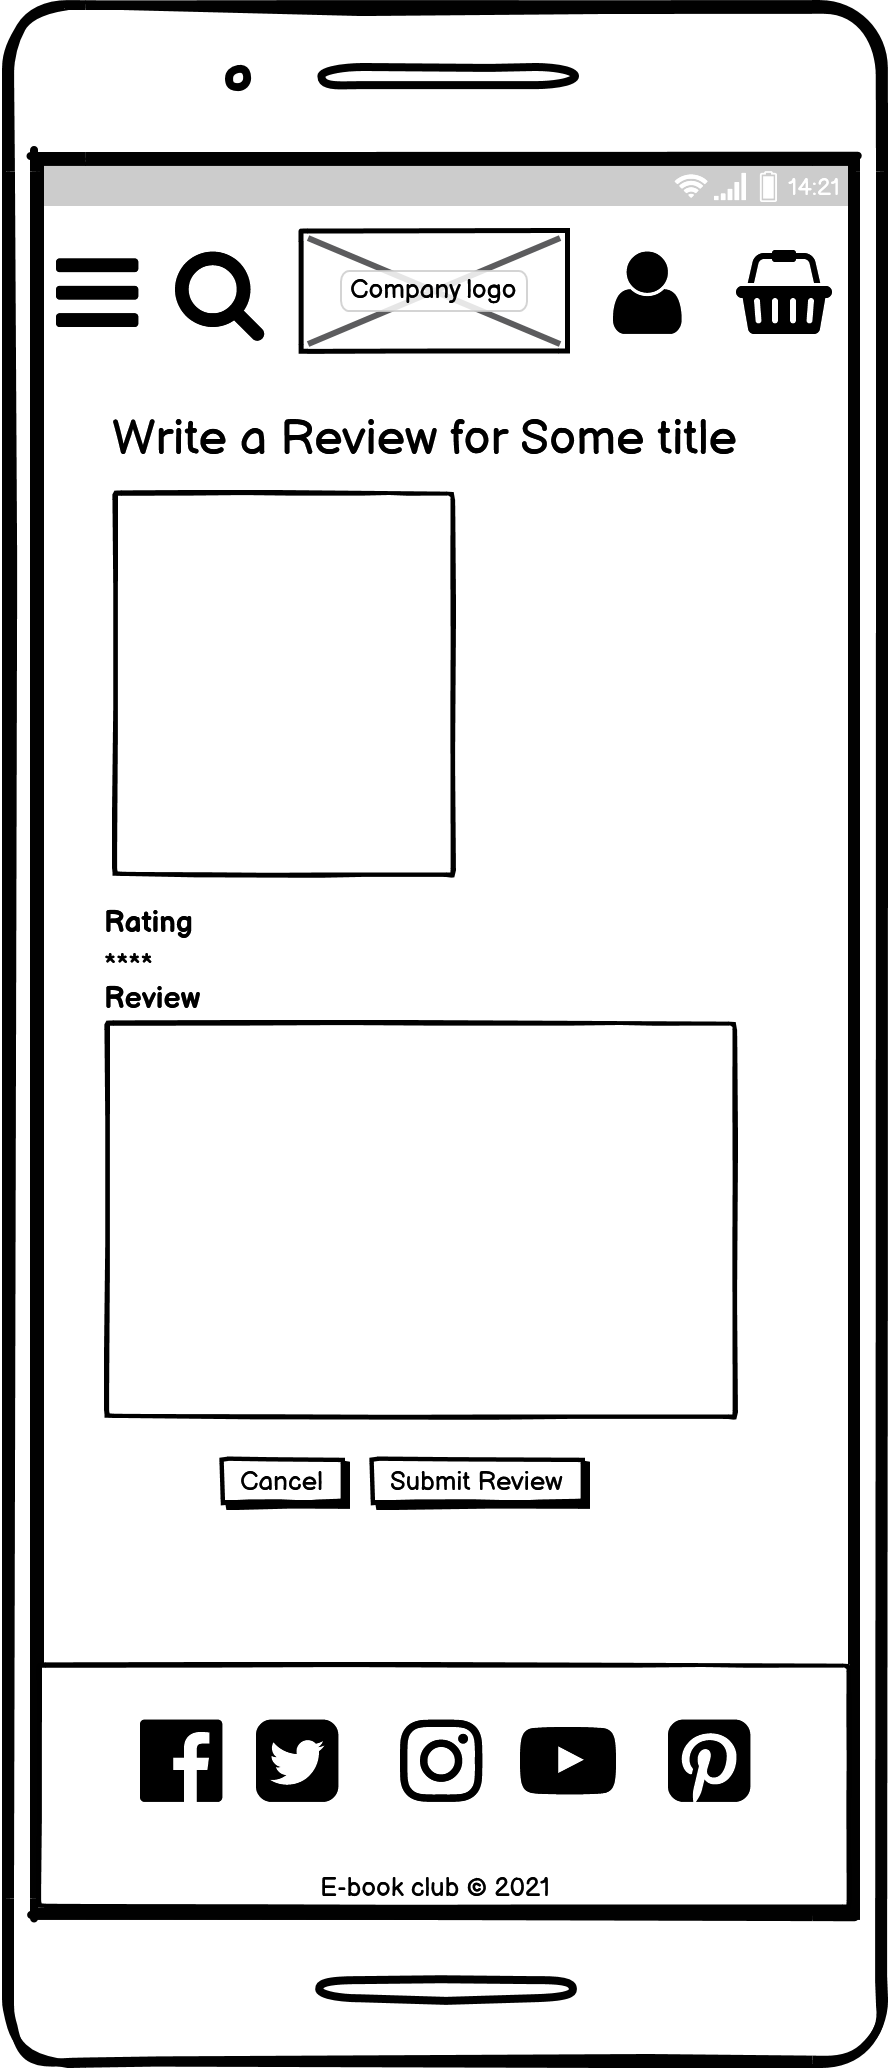 14:21
Company logo
Write a Review for Some title
Rating
****
Review
Cancel
Submit Review
E-book club © 2021